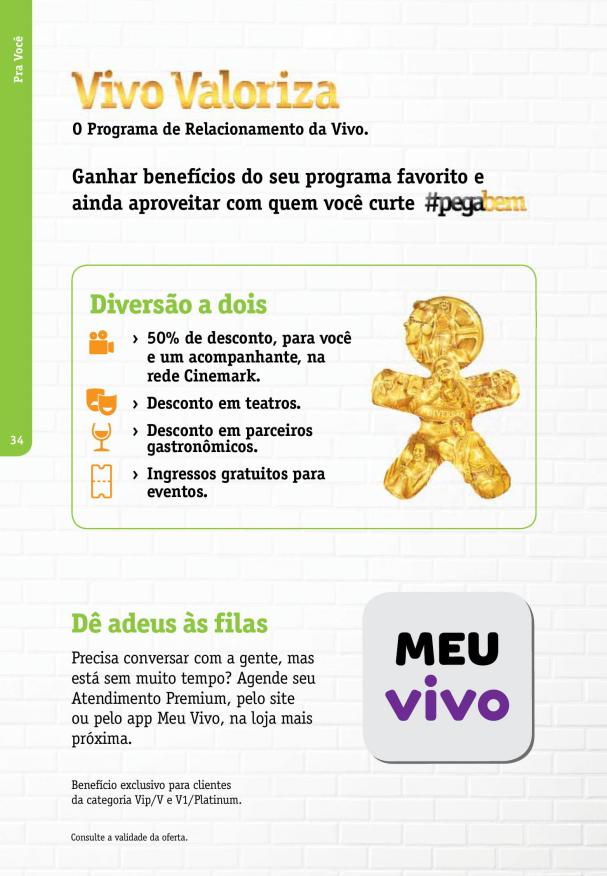 Pra Você
Vivo Valoriza
O Programa de Relacionamento da Vivo.
Ganhar benefícios do seu programa favorito e
ainda aproveitar com quem você curte #pegabem
Diversão a dois
› 50% de desconto, para você
e um acompanhante, na
rede Cinemark.
› Desconto em teatros.
› Desconto em parceiros
gastronômicos.
› Ingressos gratuitos para
eventos.
DIVERSÃO
34
Dê adeus às filas
Precisa conversar com a gente, mas
está sem muito tempo? Agende seu
Atendimento Premium, pelo site
ou pelo app Meu Vivo, na loja mais
próxima.
MEU
vivo
Benefício exclusivo para clientes
da categoria Vip/V e V1/Platinum.
Consulte a validade da oferta.